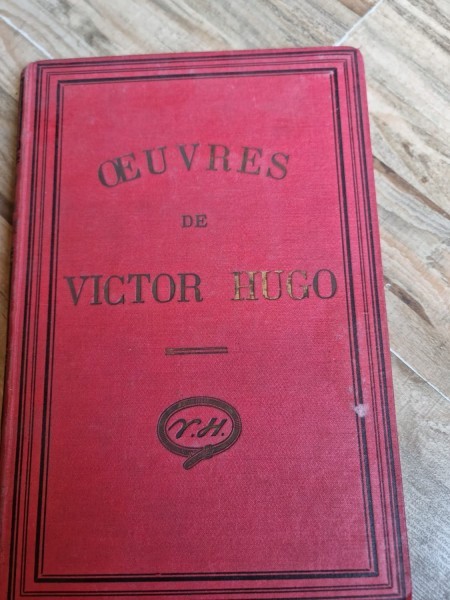 ŒUVRES
DE
VICTOR HUGO
V.H.